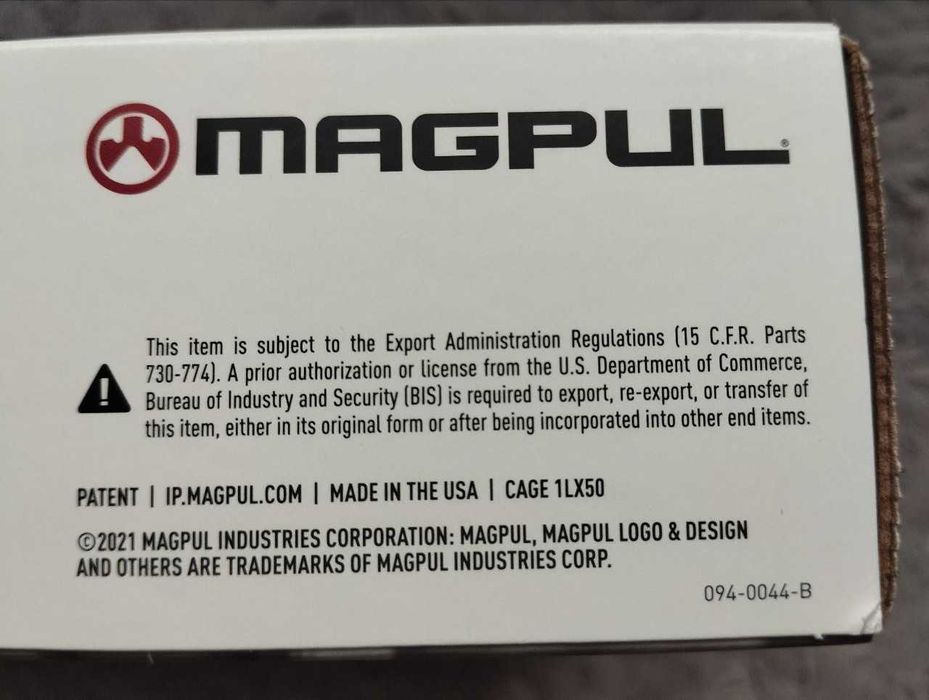 MAGPUL®
This item is subject to the Export Administration Regulations (15 C.F.R. Parts
730-774). A prior authorization or license from the U.S. Department of Commerce,
Bureau of Industry and Security (BIS) is required to export, re-export, or transfer of
this item, either in its original form or after being incorporated into other end items.
PATENT | IP.MAGPUL.COM | MADE IN THE USA | CAGE 1LX50
©2021 MAGPUL INDUSTRIES CORPORATION: MAGPUL, MAGPUL LOGO & DESIGN
AND OTHERS ARE TRADEMARKS OF MAGPUL INDUSTRIES CORP.
094-0044-B